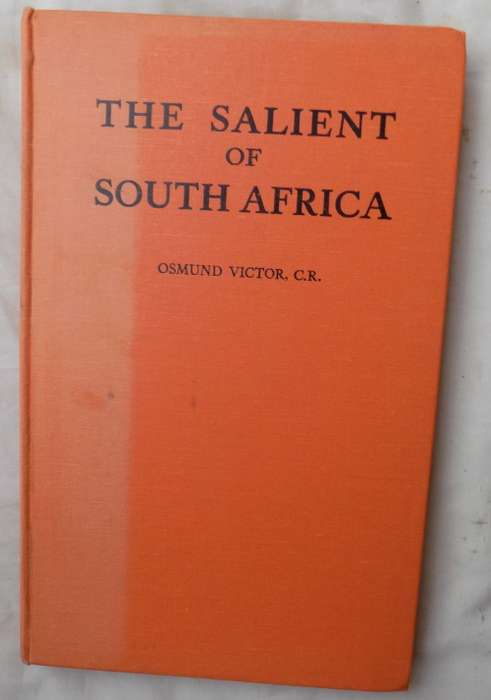 THE SALIENT
OF
SOUTH AFRICA
OSMUND VICTOR, C.R.